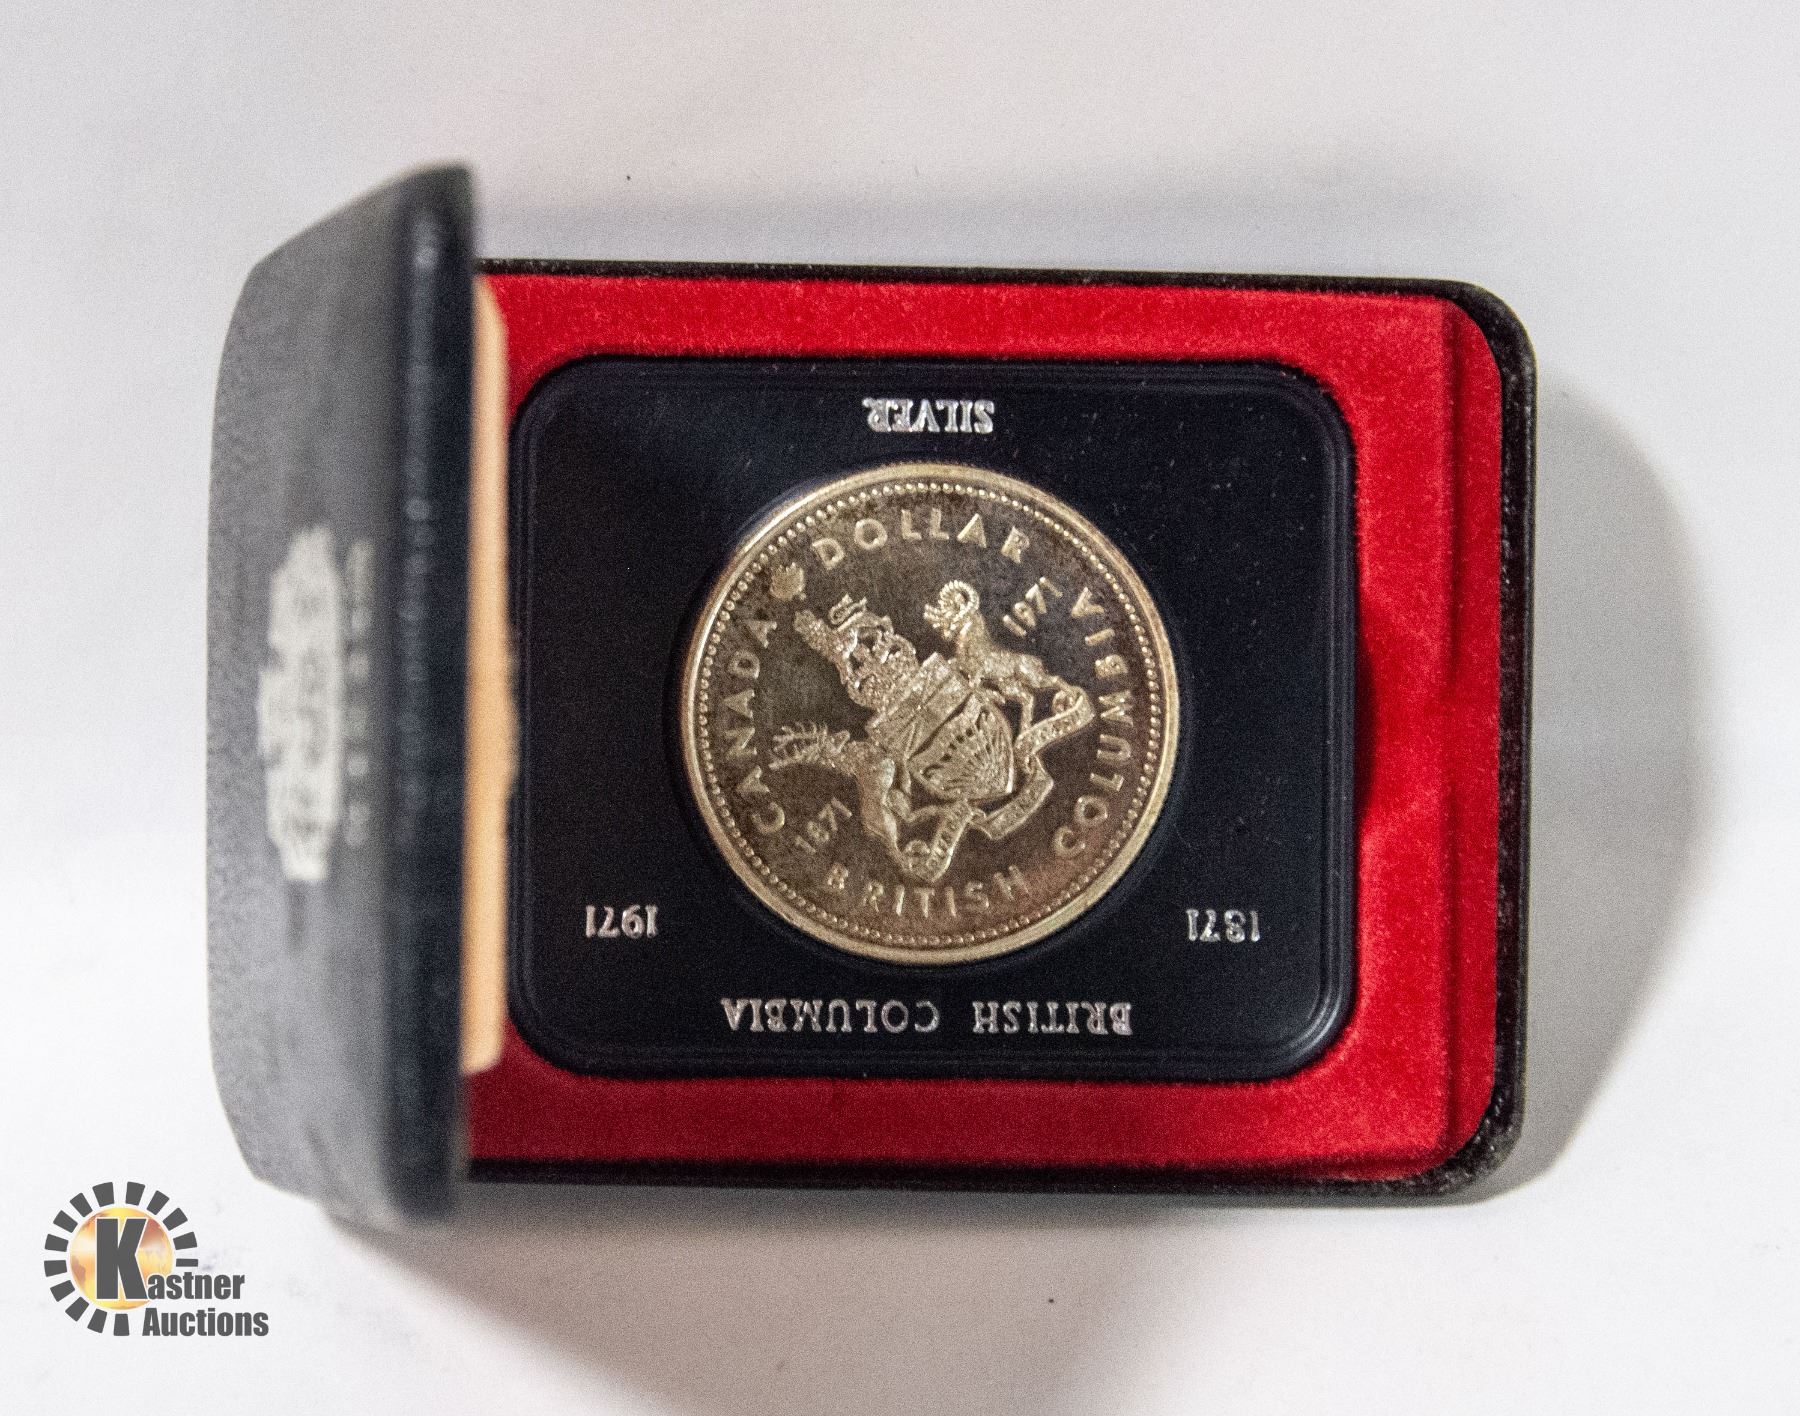 SILVER
CANADA DOLLAR
1871 1971
BRITISH COLUMBIA
1871 1971
BRITISH COLUMBIA
Kastner
Auctions